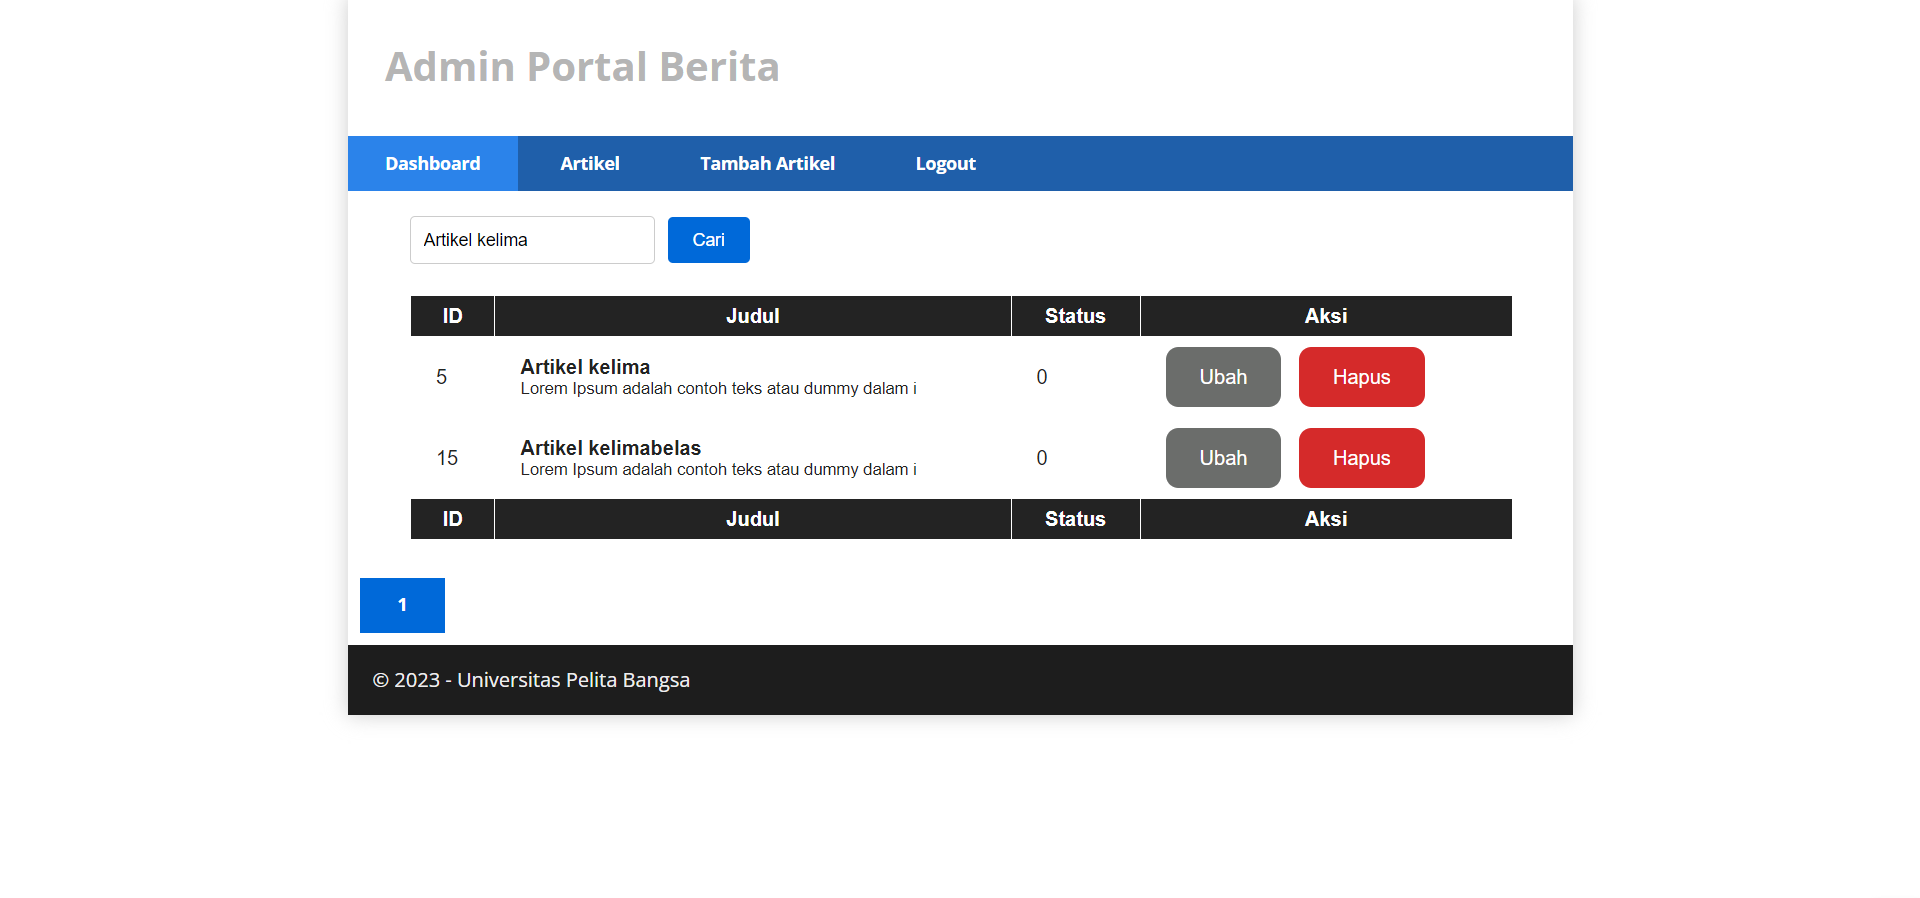 Admin Portal Berita
Dashboard Artikel Tambah Artikel Logout
Artikel kelima Cari
ID Judul Status Aksi
5 Artikel kelima 0 Ubah Hapus
Lorem Ipsum adalah contoh teks atau dummy dalam i
15 Artikel kelimabelas 0 Ubah Hapus
Lorem Ipsum adalah contoh teks atau dummy dalam i
ID Judul Status Aksi
1
© 2023 - Universitas Pelita Bangsa